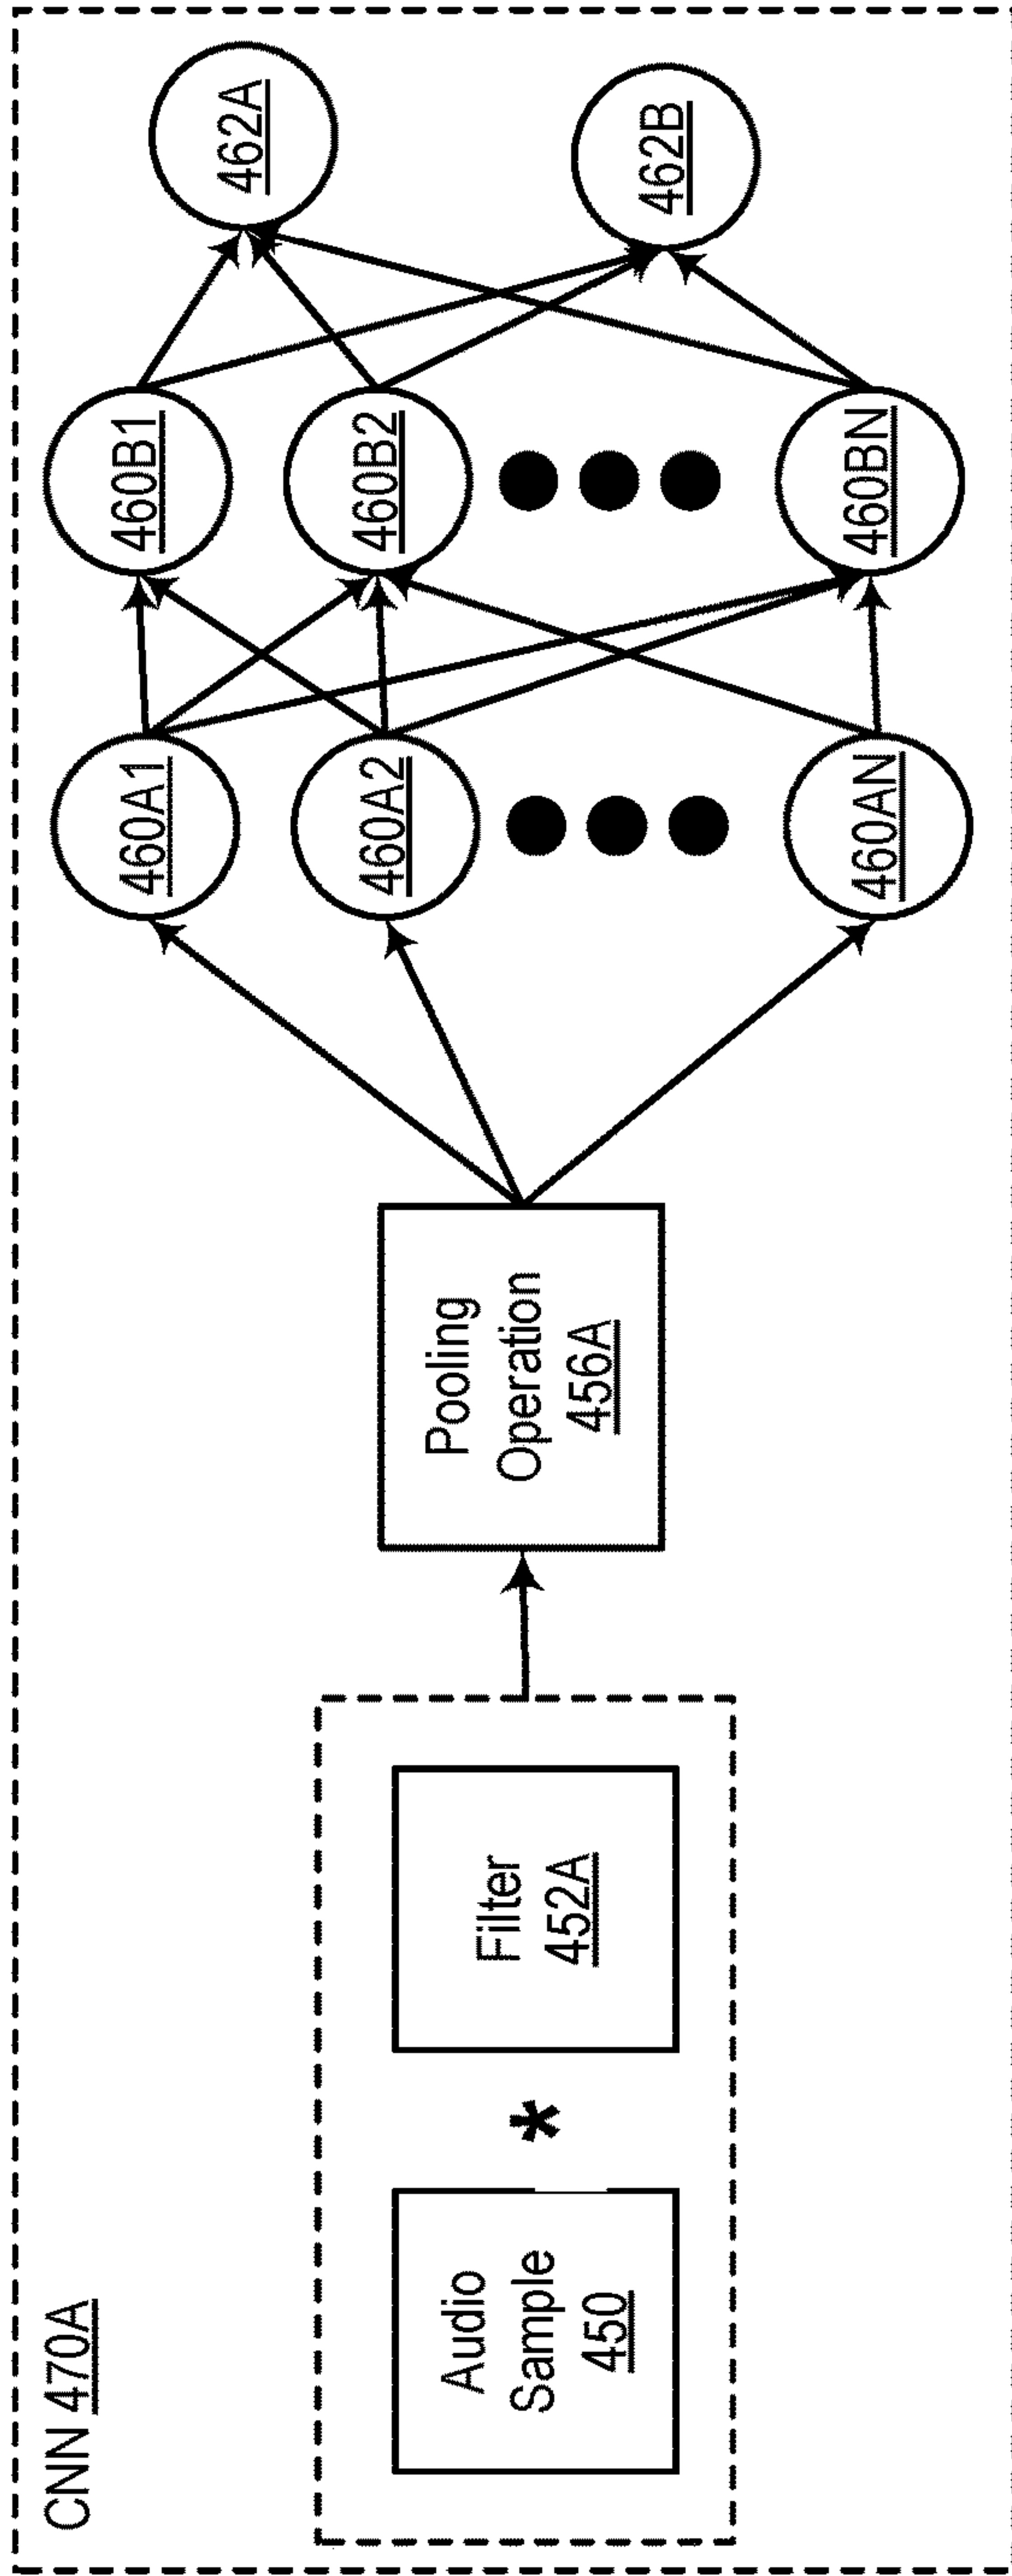 CNN 470A
Audio
Sample
450
*
Filter
452A
Pooling
Operation
456A
460A1
460A2
460AN
460B1
460B2
460BN
462A
462B